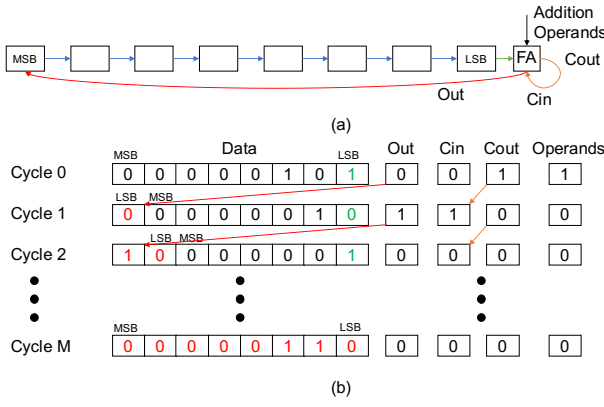 Addition
Operands
MSB LSB FA Cout
Out Cin
(a)
MSB Data LSB Out Cin Cout Operands
Cycle 0 0 0 0 0 0 1 0 1 0 0 1 1
LSB MSB
Cycle 1 0 0 0 0 0 0 1 0 1 1 0 0
LSB MSB
Cycle 2 1 0 0 0 0 0 0 1 0 0 0 0
MSB LSB
Cycle M 0 0 0 0 0 1 1 0 0 0 0 0
(b)